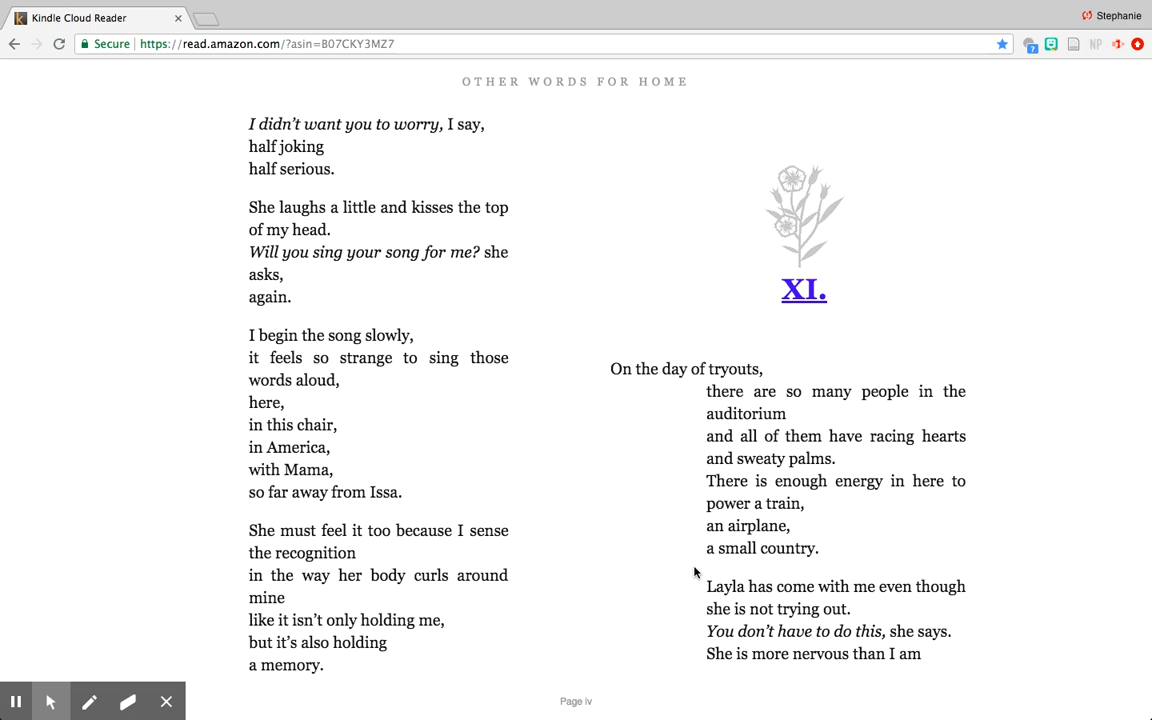 Kindle Cloud Reader
Stephanie
Secure
https://read.amazon.com/?asin=B07CKY3MZ7
7
NP
OTHER WORDS FOR HOME
I didn't want you to worry, I say,
half joking
half serious.
She laughs a little and kisses the top
of my head.
Will you sing your song for me? she
asks,
again.
I begin the song slowly,
it feels so strange to sing those
words aloud,
here,
in this chair,
in America,
with Mama,
so far away from Issa.
She must feel it too because I sense
the recognition
in the way her body curls around
mine
like it isn't only holding me,
but it's also holding
a memory.
XI.
On the day of tryouts,
there are so many people in the
auditorium
and all of them have racing hearts
and sweaty palms.
There is enough energy in here to
power a train,
an airplane,
a small country.
Layla has come with me even though
she is not trying out.
You don't have to do this, she says.
She is more nervous than I am
Page iv